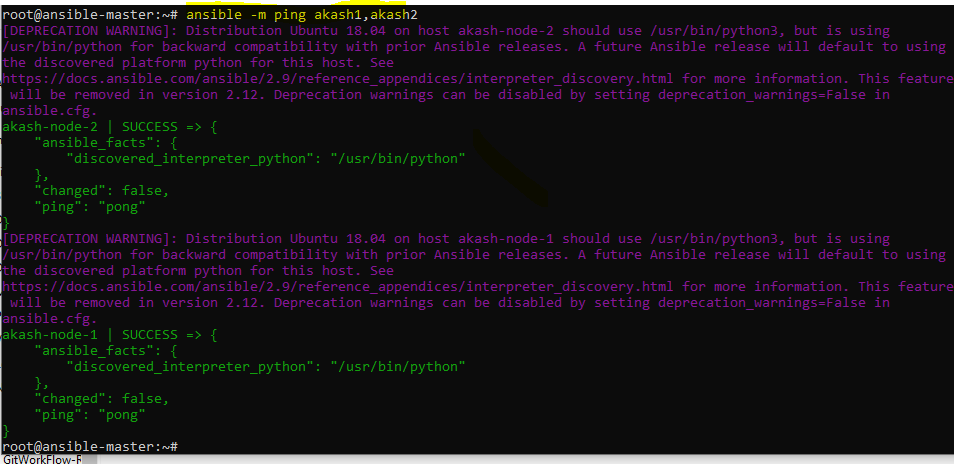 root@ansible-master:~# ansible -m ping akash1,akash2
[DEPRECATION WARNING]: Distribution Ubuntu 18.04 on host akash-node-2 should use /usr/bin/python3, but is using
/usr/bin/python for backward compatibility with prior Ansible releases. A future Ansible release will default to using
the discovered platform python for this host. See
https://docs.ansible.com/ansible/2.9/reference_appendices/interpreter_discovery.html for more information. This feature
will be removed in version 2.12. Deprecation warnings can be disabled by setting deprecation_warnings=False in
ansible.cfg.
akash-node-2 | SUCCESS => {
    "ansible_facts": {
        "discovered_interpreter_python": "/usr/bin/python"
    },
    "changed": false,
    "ping": "pong"
}
[DEPRECATION WARNING]: Distribution Ubuntu 18.04 on host akash-node-1 should use /usr/bin/python3, but is using
/usr/bin/python for backward compatibility with prior Ansible releases. A future Ansible release will default to using
the discovered platform python for this host. See
https://docs.ansible.com/ansible/2.9/reference_appendices/interpreter_discovery.html for more information. This feature
will be removed in version 2.12. Deprecation warnings can be disabled by setting deprecation_warnings=False in
ansible.cfg.
akash-node-1 | SUCCESS => {
    "ansible_facts": {
        "discovered_interpreter_python": "/usr/bin/python"
    },
    "changed": false,
    "ping": "pong"
}
root@ansible-master:~#
GitWorkFlow-R